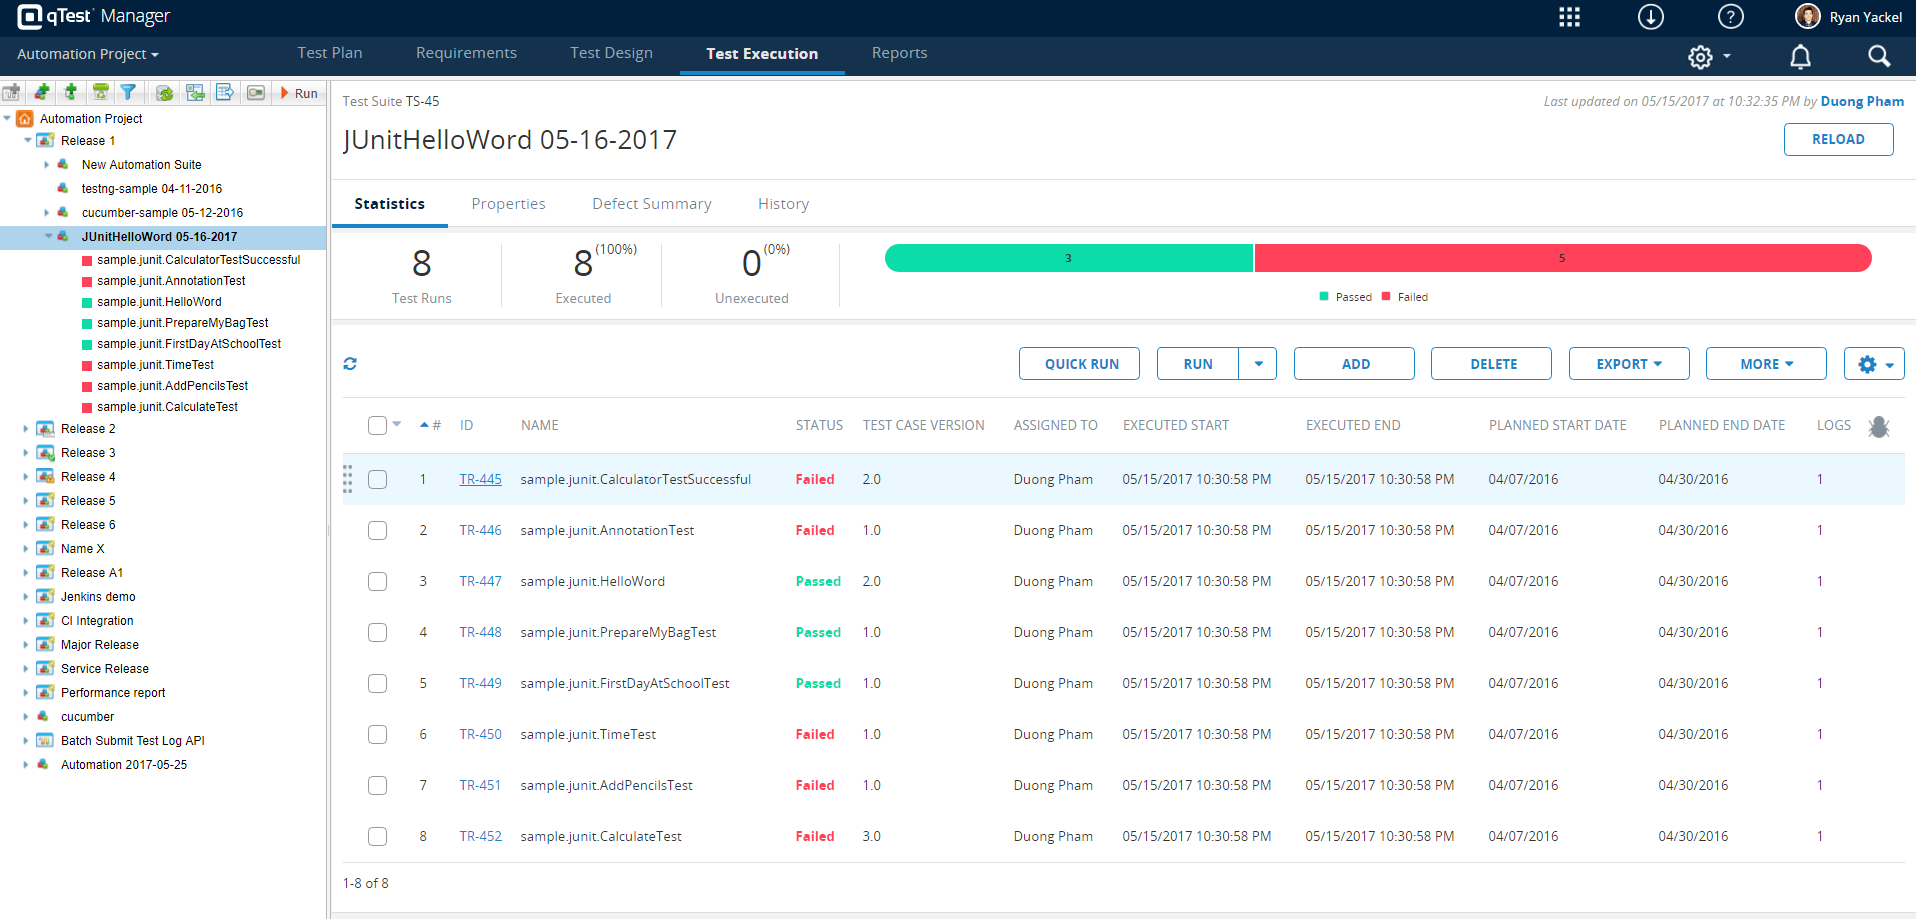 qTest Manager
Ryan Yackel
Automation Project
Test Plan
Requirements
Test Design
Test Execution
Reports
Run
Automation Project
Release 1
New Automation Suite
testng-sample 04-11-2016
cucumber-sample 05-12-2016
JUnitHelloWord 05-16-2017
sample.junit.CalculatorTestSuccessful
sample.junit.AnnotationTest
sample.junit.HelloWord
sample.junit.PrepareMyBagTest
sample.junit.FirstDayAtSchoolTest
sample.junit.TimeTest
sample.junit.AddPencilsTest
sample.junit.CalculateTest
Release 2
Release 3
Release 4
Release 5
Release 6
Name X
Release A1
Jenkins demo
CI Integration
Major Release
Service Release
Performance report
cucumber
Batch Submit Test Log API
Automation 2017-05-25
Test Suite TS-45
Last updated on 05/15/2017 at 10:32:35 PM by Duong Pham
JUnitHelloWord 05-16-2017
RELOAD
Statistics
Properties
Defect Summary
History
8
Test Runs
8 (100%)
Executed
0 (0%)
Unexecuted
3
5
Passed
Failed
QUICK RUN
RUN
ADD
DELETE
EXPORT
MORE
# ID NAME STATUS TEST CASE VERSION ASSIGNED TO EXECUTED START EXECUTED END PLANNED START DATE PLANNED END DATE LOGS
1 TR-445 sample.junit.CalculatorTestSuccessful Failed 2.0 Duong Pham 05/15/2017 10:30:58 PM 05/15/2017 10:30:58 PM 04/07/2016 04/30/2016 1
2 TR-446 sample.junit.AnnotationTest Failed 1.0 Duong Pham 05/15/2017 10:30:58 PM 05/15/2017 10:30:58 PM 04/07/2016 04/30/2016 1
3 TR-447 sample.junit.HelloWord Passed 2.0 Duong Pham 05/15/2017 10:30:58 PM 05/15/2017 10:30:58 PM 04/07/2016 04/30/2016 1
4 TR-448 sample.junit.PrepareMyBagTest Passed 1.0 Duong Pham 05/15/2017 10:30:58 PM 05/15/2017 10:30:58 PM 04/07/2016 04/30/2016 1
5 TR-449 sample.junit.FirstDayAtSchoolTest Passed 1.0 Duong Pham 05/15/2017 10:30:58 PM 05/15/2017 10:30:58 PM 04/07/2016 04/30/2016 1
6 TR-450 sample.junit.TimeTest Failed 1.0 Duong Pham 05/15/2017 10:30:58 PM 05/15/2017 10:30:58 PM 04/07/2016 04/30/2016 1
7 TR-451 sample.junit.AddPencilsTest Failed 1.0 Duong Pham 05/15/2017 10:30:58 PM 05/15/2017 10:30:58 PM 04/07/2016 04/30/2016 1
8 TR-452 sample.junit.CalculateTest Failed 3.0 Duong Pham 05/15/2017 10:30:58 PM 05/15/2017 10:30:58 PM 04/07/2016 04/30/2016 1
1-8 of 8